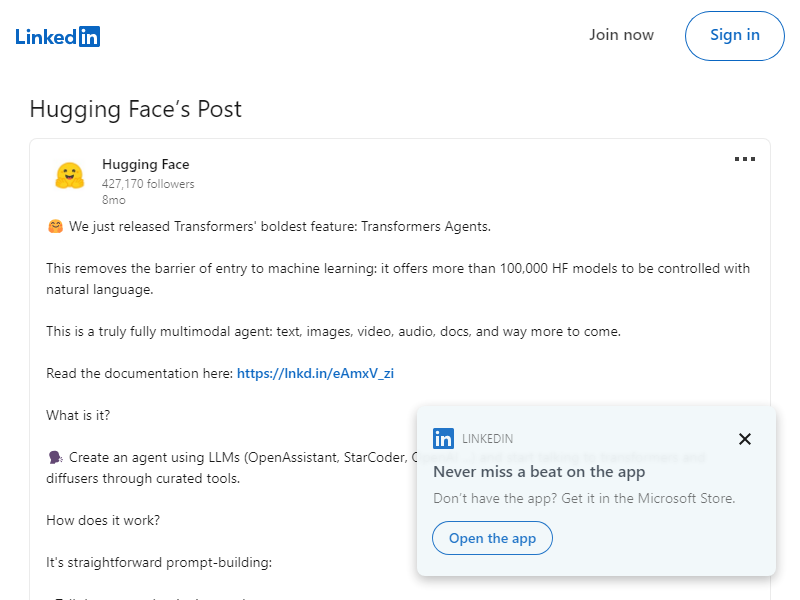 Linkedin
Join now
Sign in
Hugging Face’s Post
Hugging Face
427,170 followers
8mo
🤗 We just released Transformers' boldest feature: Transformers Agents.
This removes the barrier of entry to machine learning: it offers more than 100,000 HF models to be controlled with
natural language.
This is a truly fully multimodal agent: text, images, video, audio, docs, and way more to come.
Read the documentation here: https://lnkd.in/eAmxV_zi
What is it?
🗣 Create an agent using LLMs (OpenAssistant, StarCoder,
diffusers through curated tools.
How does it work?
It's straightforward prompt-building:
in LINKEDIN
Never miss a beat on the app
Don’t have the app? Get it in the Microsoft Store.
Open the app